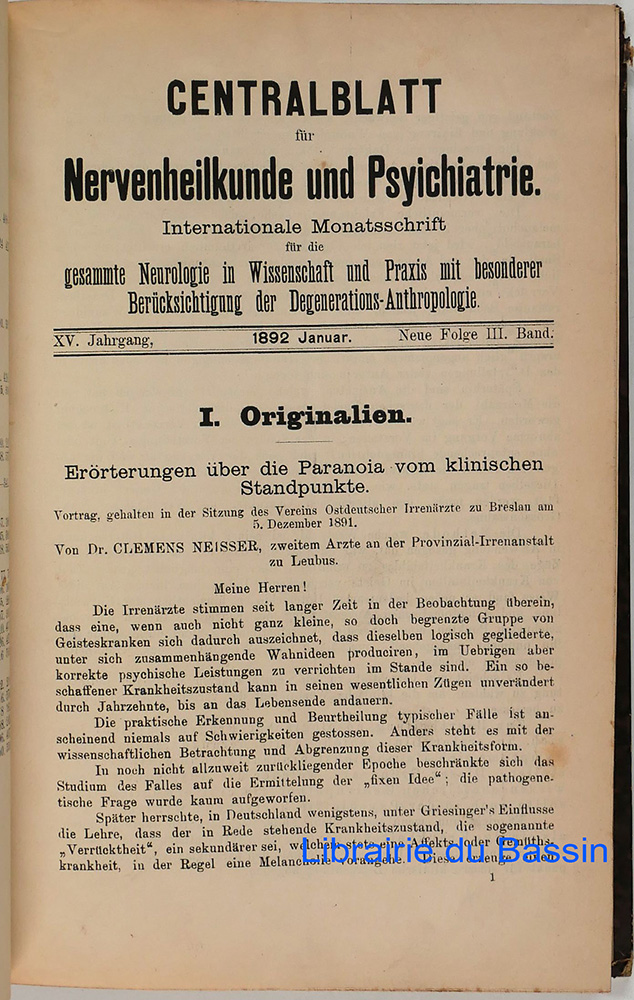 CENTRALBLATT
für
Nervenheilkunde und Psyichiatrie.
Internationale Monatsschrift
für die
gesammte Neurologie in Wissenschaft und Praxis mit besonderer
Berücksichtigung der Degenerations-Anthropologie.
XV. Jahrgang, 1892 Januar. Neue Folge III. Band.
I. Originalien.
Erörterungen über die Paranoia vom klinischen
Standpunkte.
Vortrag, gehalten in der Sitzung des Vereins Ostdeutscher Irrenärzte zu Breslau am
5. Dezember 1891.
Von Dr. CLEMENS NEISSER, zweitem Arzte an der Provinzial-Irrenanstalt
zu Leubus.
Meine Herren!
Die Irrenärzte stimmen seit langer Zeit in der Beobachtung überein,
dass eine, wenn auch nicht ganz kleine, so doch begrenzte Gruppe von
Geisteskranken sich dadurch auszeichnet, dass dieselben logisch gegliederte,
unter sich zusammenhängende Wahnideen produciren, im Uebrigen aber
korrekte psychische Leistungen zu verrichten im Stande sind. Ein so be-
schaffener Krankheitszustand kann in seinen wesentlichen Zügen unverändert
durch Jahrzehnte, bis an das Lebensende andauern.
Die praktische Erkennung und Beurtheilung typischer Fälle ist an-
scheinend niemals auf Schwierigkeiten gestossen. Anders steht es mit der
wissenschaftlichen Betrachtung und Abgrenzung dieser Krankheitsform.
In noch nicht allzuweit zurückliegender Epoche beschränkte sich das
Studium des Falles auf die Ermittelung der „fixen Idee"; die pathogene-
tische Frage wurde kaum aufgeworfen.
Später herrschte, in Deutschland wenigstens, unter Griesinger's Einflusse
die Lehre, dass der in Rede stehende Krankheitszustand, die sogenannte
„Verrücktheit", ein sekundärer sei, welchem stets eine Affekts- oder Gemüths-
krankheit, in der Regel eine Melancholie vorangehe. Diese
Librairie du Bassin
1